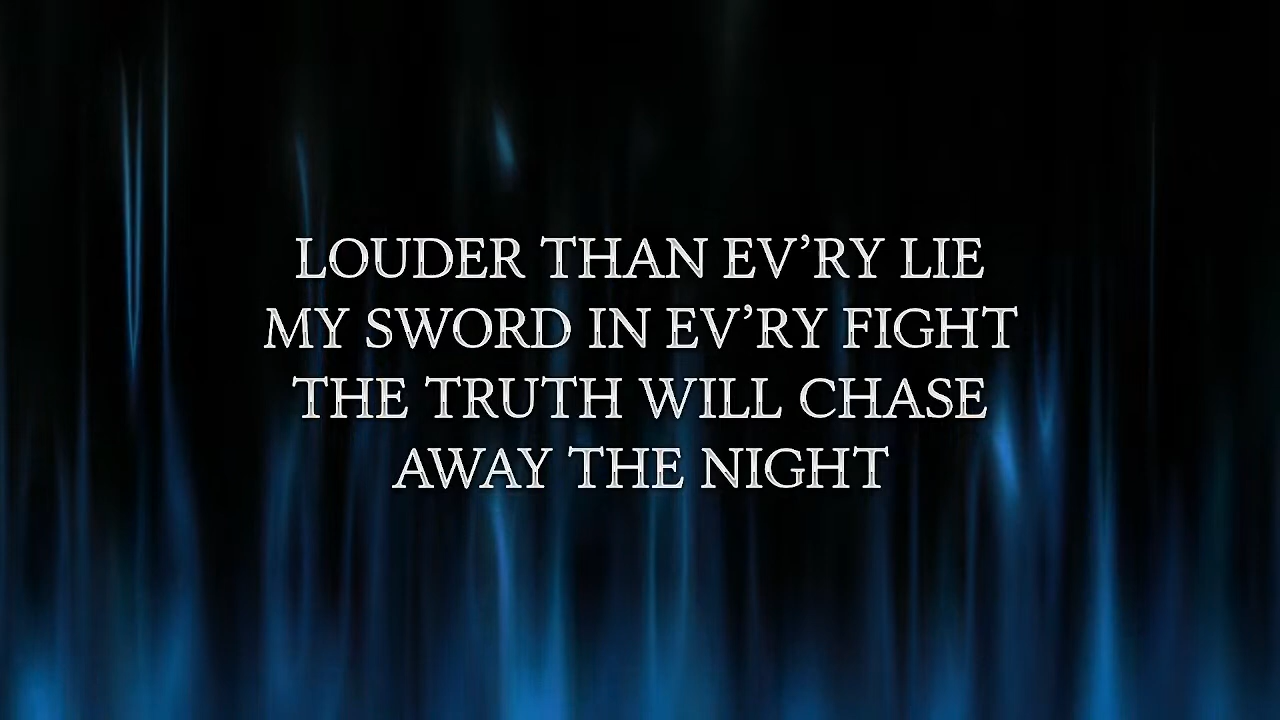 LOUDER THAN EV’RY LIE
MY SWORD IN EV’RY FIGHT
THE TRUTH WILL CHASE
AWAY THE NIGHT